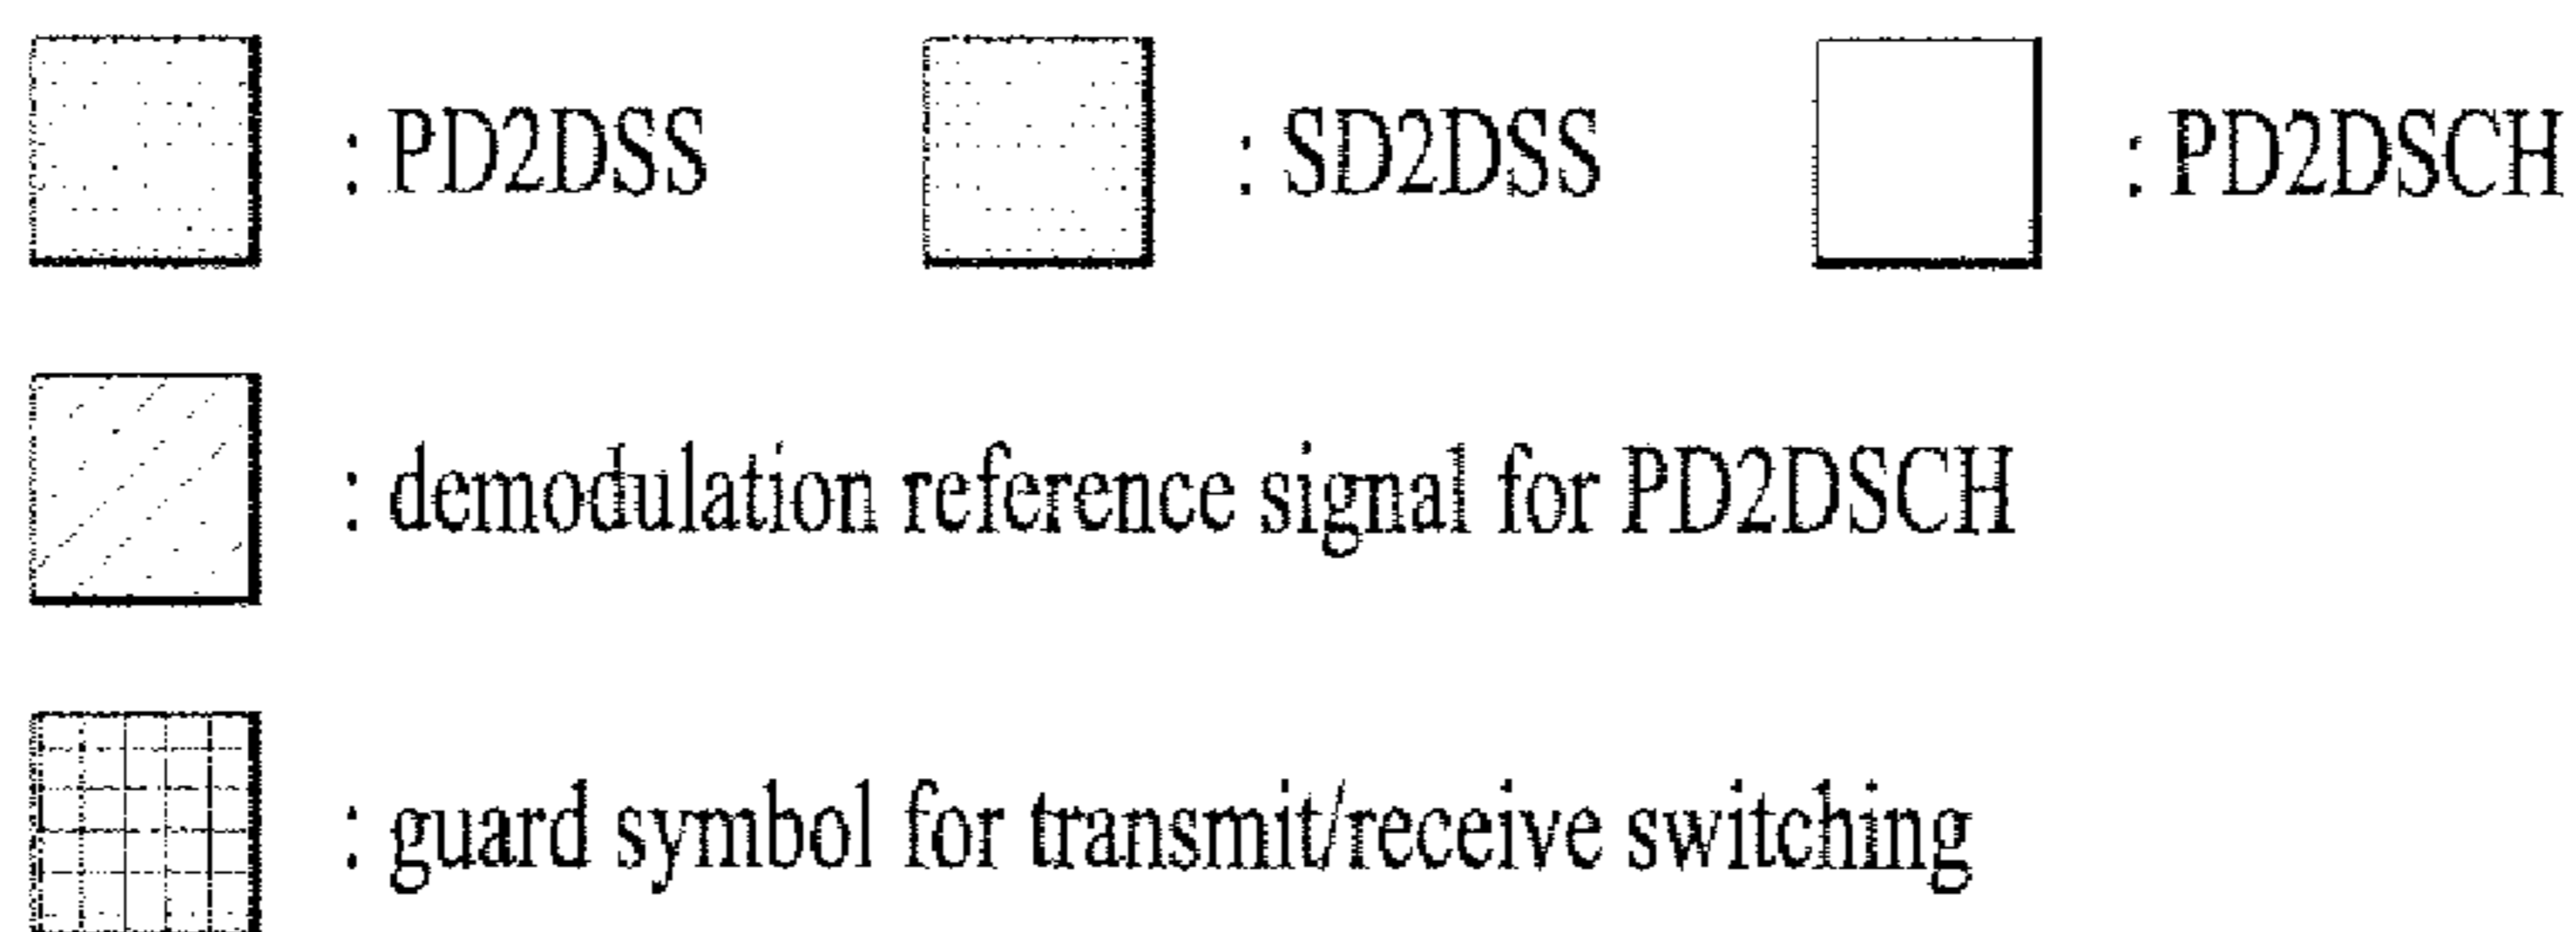 : PD2DSS : SD2DSS : PD2DSCH
: demodulation reference signal for PD2DSCH
: guard symbol for transmit/receive switching